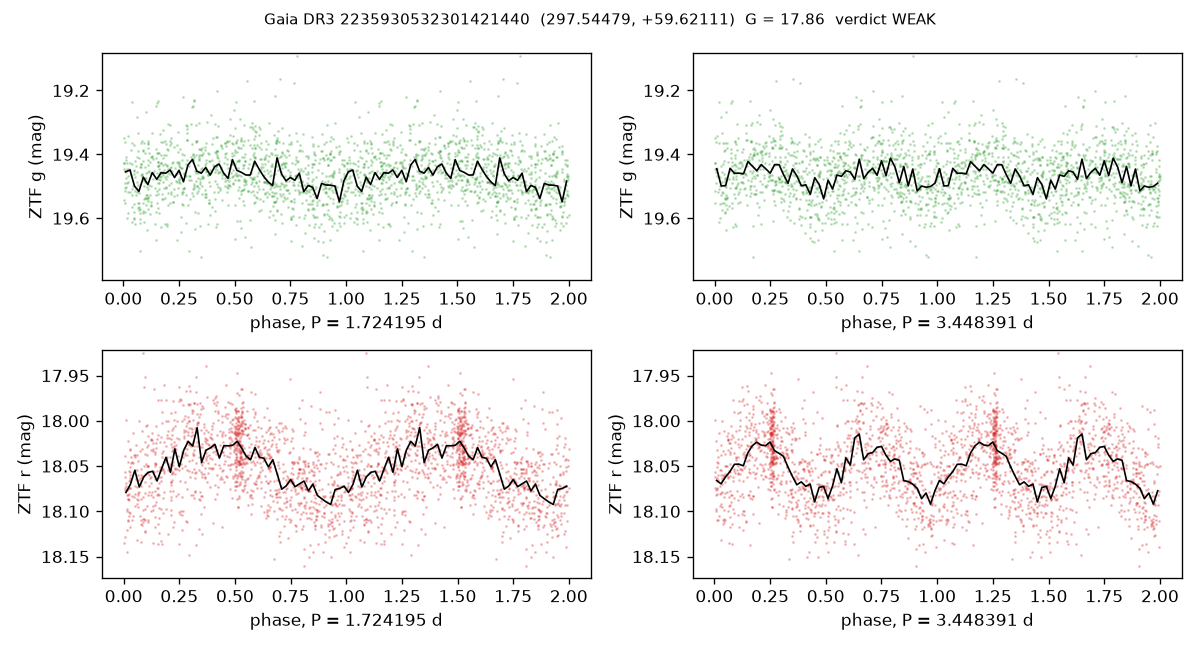 Gaia DR3 2235930532301421440  (297.54479, +59.62111)  G = 17.86  verdict WEAK
ZTF g (mag)
19.2
19.4
19.6
0.00 0.25 0.50 0.75 1.00 1.25 1.50 1.75 2.00
phase, P = 1.724195 d
ZTF g (mag)
19.2
19.4
19.6
0.00 0.25 0.50 0.75 1.00 1.25 1.50 1.75 2.00
phase, P = 3.448391 d
ZTF r (mag)
17.95
18.00
18.05
18.10
18.15
0.00 0.25 0.50 0.75 1.00 1.25 1.50 1.75 2.00
phase, P = 1.724195 d
ZTF r (mag)
17.95
18.00
18.05
18.10
18.15
0.00 0.25 0.50 0.75 1.00 1.25 1.50 1.75 2.00
phase, P = 3.448391 d